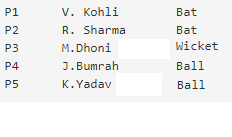 P1 V. Kohli Bat
P2 R. Sharma Bat
P3 M.Dhoni Wicket
P4 J.Bumrah Ball
P5 K.Yadav Ball